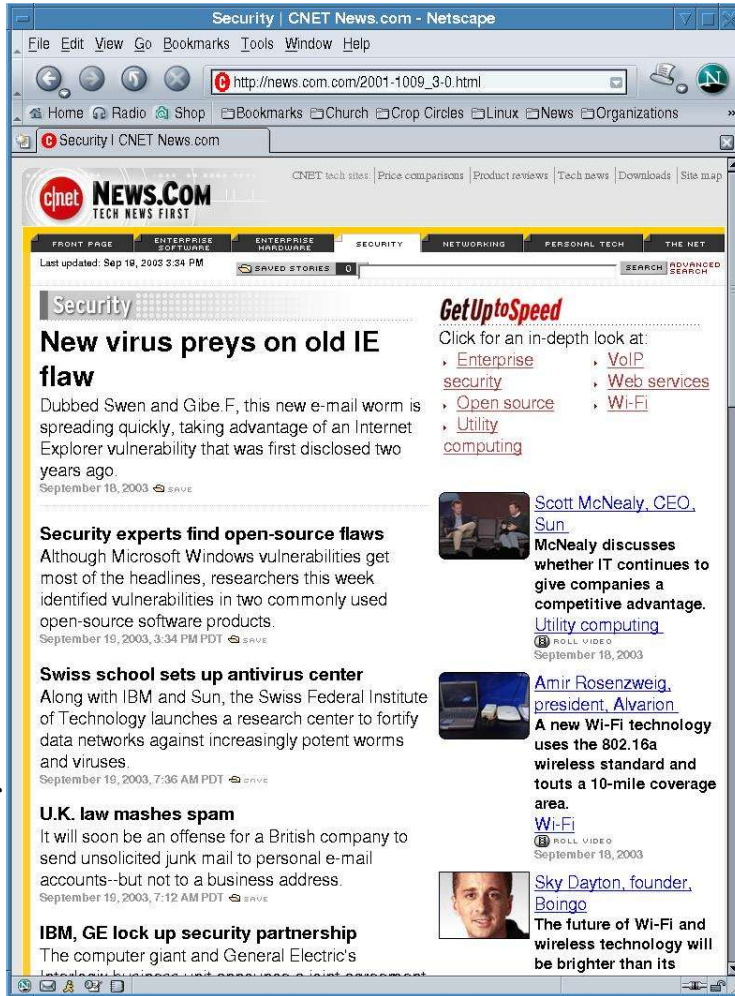 Security | CNET News.com - Netscape
File Edit View Go Bookmarks Tools Window Help
http://news.com.com/2001-1009_3-0.html
Home Radio Shop Bookmarks Church Crop Circles Linux News Organizations »
Security | CNET News.com
c|net NEWS.COM
TECH NEWS FIRST
CNET tech sites: Price comparisons Product reviews Tech news Downloads Site map
FRONT PAGE ENTERPRISE SOFTWARE ENTERPRISE HARDWARE SECURITY NETWORKING PERSONAL TECH THE NET
Last updated: Sep 19, 2003 3:34 PM
SAVED STORIES 0
SEARCH ADVANCED SEARCH
Security
New virus preys on old IE
flaw
Dubbed Swen and Gibe.F, this new e-mail worm is
spreading quickly, taking advantage of an Internet
Explorer vulnerability that was first disclosed two
years ago.
September 18, 2003 SAVE
Security experts find open-source flaws
Although Microsoft Windows vulnerabilities get
most of the headlines, researchers this week
identified vulnerabilities in two commonly used
open-source software products.
September 19, 2003, 3:34 PM PDT SAVE
Swiss school sets up antivirus center
Along with IBM and Sun, the Swiss Federal Institute
of Technology launches a research center to fortify
data networks against increasingly potent worms
and viruses.
September 19, 2003, 7:36 AM PDT SAVE
U.K. law mashes spam
It will soon be an offense for a British company to
send unsolicited junk mail to personal e-mail
accounts--but not to a business address.
September 19, 2003, 7:12 AM PDT SAVE
IBM, GE lock up security partnership
The computer giant and General Electric's
Get Up to Speed
Click for an in-depth look at:
Enterprise
security
Open source
Utility
computing
VoIP
Web services
Wi-Fi
Scott McNealy, CEO,
Sun
McNealy discusses
whether IT continues to
give companies a
competitive advantage.
Utility computing
ROLL VIDEO
September 18, 2003
Amir Rosenzweig,
president, Alvarion
A new Wi-Fi technology
uses the 802.16a
wireless standard and
touts a 10-mile coverage
area.
Wi-Fi
ROLL VIDEO
September 18, 2003
Sky Dayton, founder,
Boingo
The future of Wi-Fi and
wireless technology will
be brighter than its